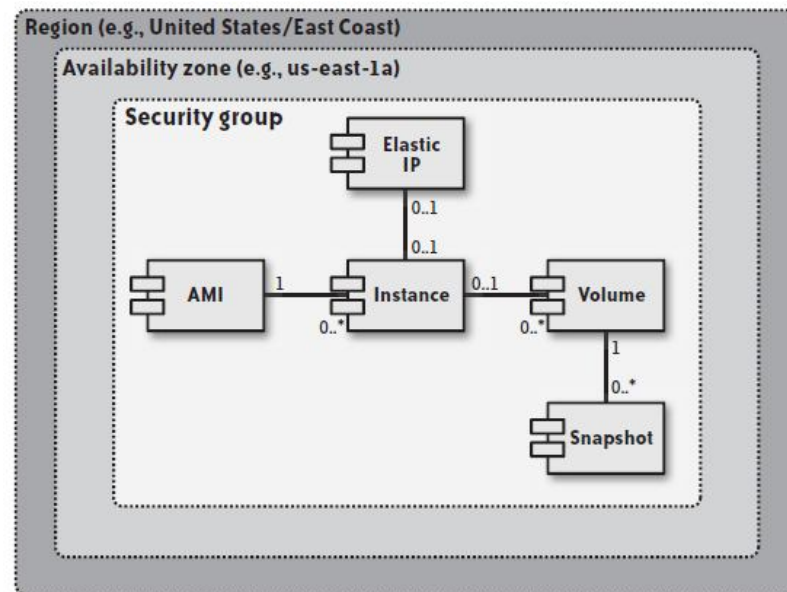 Region (e.g., United States/East Coast)
Availability zone (e.g., us-east-1a)
Security group
Elastic
IP
0..1
0..1
AMI
1
0..*
Instance
0..1
0..*
Volume
1
0..*
Snapshot